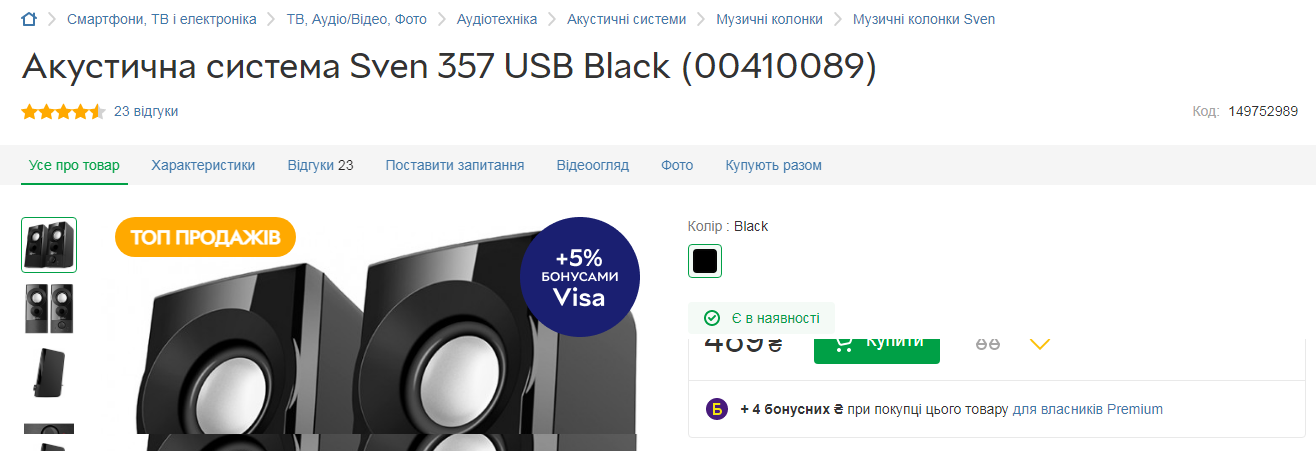 Смартфони, ТВ і електроніка ТВ, Аудіо/Відео, Фото Аудіотехніка Акустичні системи Музичні колонки Музичні колонки Sven
Акустична система Sven 357 USB Black (00410089)
23 відгуки
Код: 149752989
Усе про товар Характеристики Відгуки 23 Поставити запитання Відеоогляд Фото Купують разом
ТОП ПРОДАЖІВ
+5%
БОНУСАМИ
Visa
Колір : Black
Є в наявності
Купити
Б + 4 бонусних ₴ при покупці цього товару для власників Premium